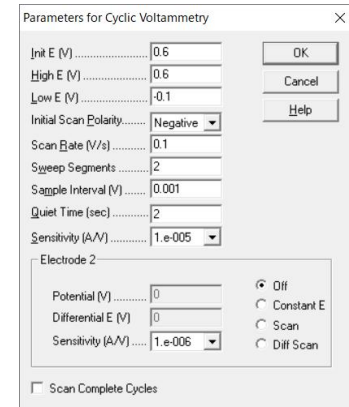 Parameters for Cyclic Voltammetry
Init E (V) ...................... 0.6 OK
High E (V) ..................... 0.6 Cancel
Low E (V) ...................... -0.1 Help
Initial Scan Polarity....... Negative
Scan Rate (V/s) .......... 0.1
Sweep Segments ......... 2
Sample Interval (V) ...... 0.001
Quiet Time (sec) ........... 2
Sensitivity (A/V) ........... 1.e-005
Electrode 2
Potential (V) .......... 0
Differential E (V) 0
Sensitivity (A/V) ..... 1.e-006
Off
Constant E
Scan
Diff Scan
Scan Complete Cycles